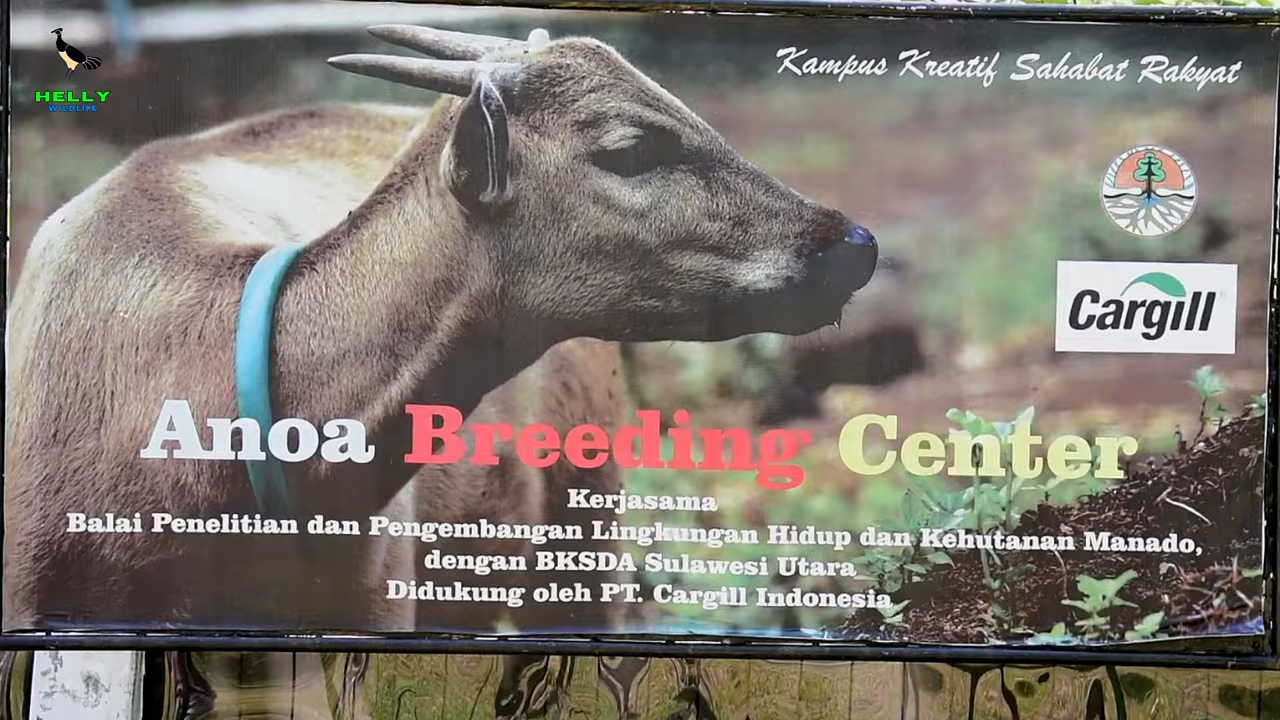 HELLY
WILDLIFE
Kampus Kreatif Sahabat Rakyat
Cargill
Anoa Breeding Center
Kerjasama
Balai Penelitian dan Pengembangan Lingkungan Hidup dan Kehutanan Manado,
dengan BKSDA Sulawesi Utara
Didukung oleh PT. Cargill Indonesia